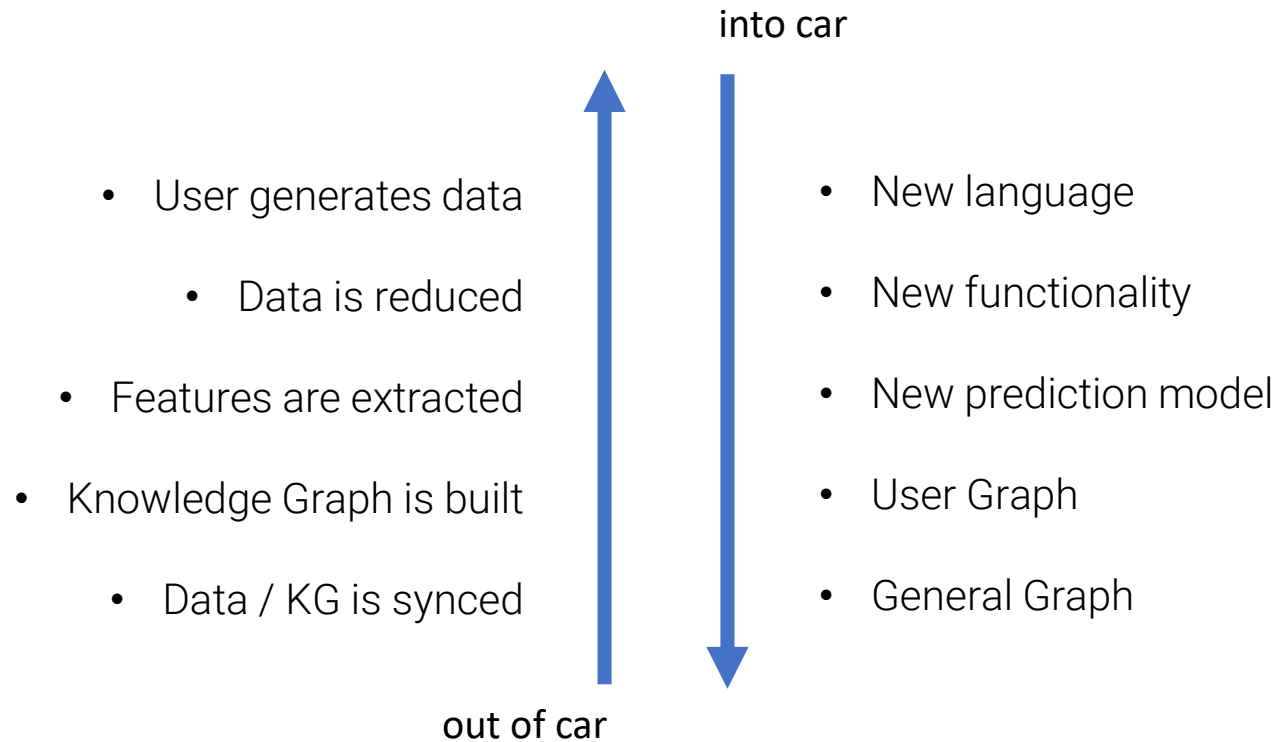 into car
• User generates data
• Data is reduced
• Features are extracted
• Knowledge Graph is built
• Data / KG is synced
• New language
• New functionality
• New prediction model
• User Graph
• General Graph
out of car